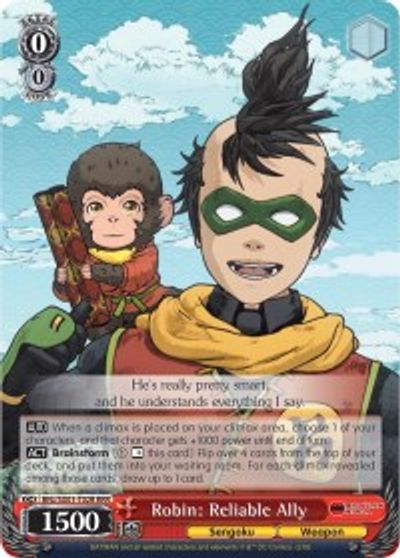 0
0
He's really pretty smart,
and he understands everything I say.
When a climax is placed on your climax area, choose 1 of your
characters, and that character gets +1000 power until end of turn.
ACT Brainstorm this card] Flip over 4 cards from the top of
your deck, and put them into your waiting room. For each climax revealed
among those cards, draw up to 1 card.
1500
Robin: Reliable Ally
Sengoku
Weapon